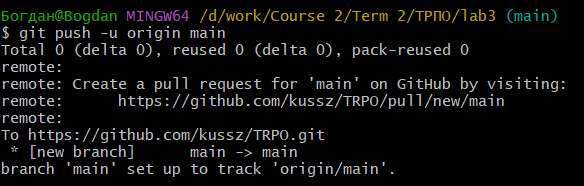 Богдан@Bogdan MINGW64 /d/work/Course 2/Term 2/ТРПО/lab3 (main)
$ git push -u origin main
Total 0 (delta 0), reused 0 (delta 0), pack-reused 0
remote:
remote: Create a pull request for 'main' on GitHub by visiting:
remote:      https://github.com/kussz/TRPO/pull/new/main
remote:
To https://github.com/kussz/TRPO.git
 * [new branch]      main -> main
branch 'main' set up to track 'origin/main'.